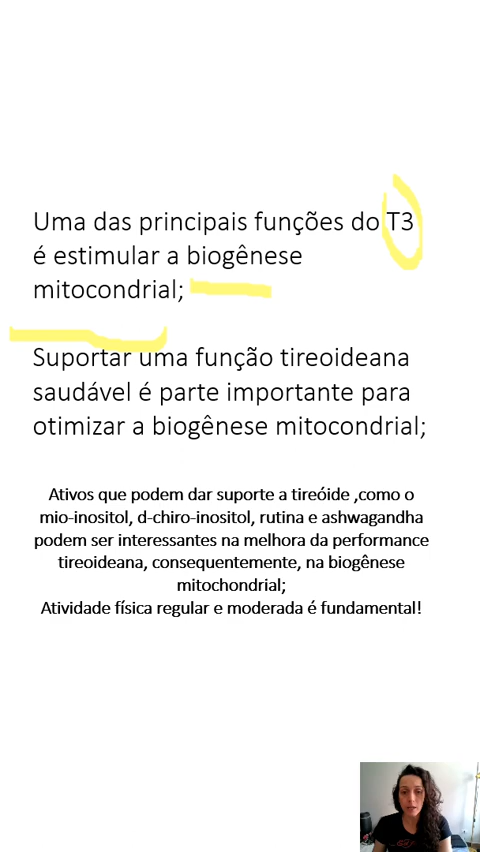 Uma das principais funções do T3
é estimular a biogênese
mitocondrial;
Suportar uma função tireoideana
saudável é parte importante para
otimizar a biogênese mitocondrial;
Ativos que podem dar suporte a tireóide ,como o
mio-inositol, d-chiro-inositol, rutina e ashwagandha
podem ser interessantes na melhora da performance
tireoideana, consequentemente, na biogênese
mitochondrial;
Atividade física regular e moderada é fundamental!